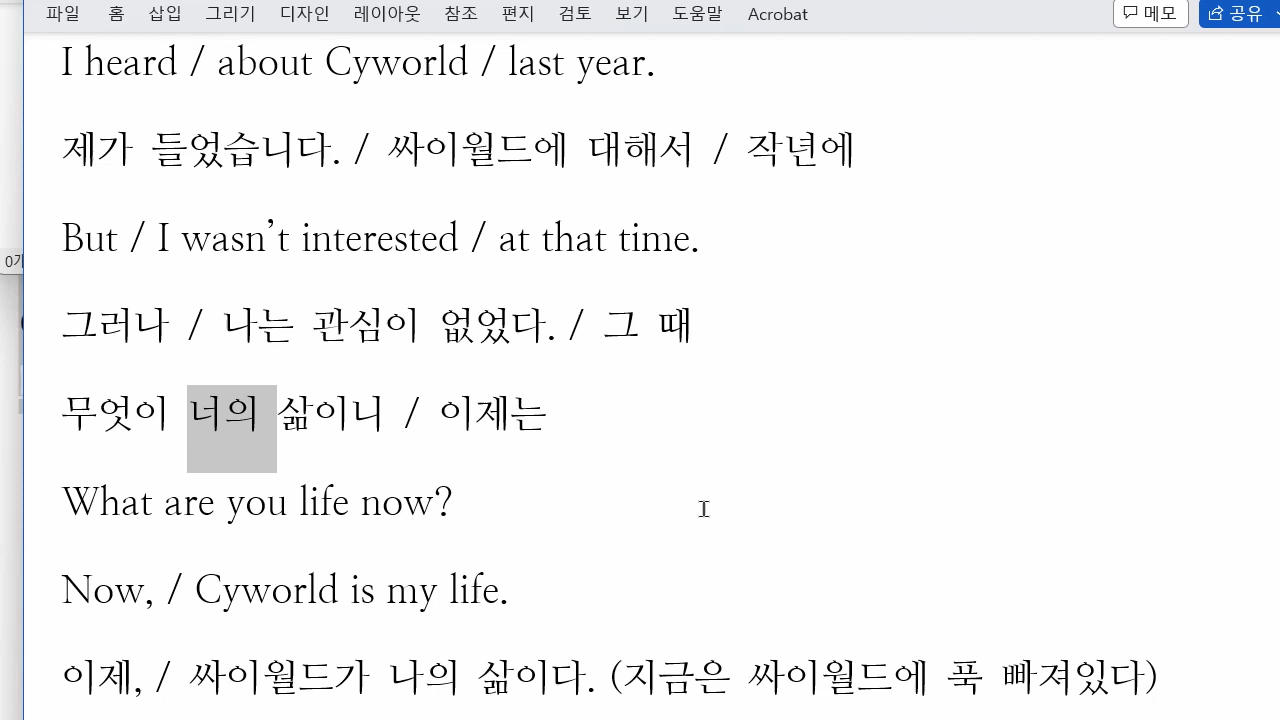 파일 홈 삽입 그리기 디자인 레이아웃 참조 편지 검토 보기 도움말 Acrobat 메모 공유
I heard / about Cyworld / last year.
제가 들었습니다. / 싸이월드에 대해서 / 작년에
But / I wasn’t interested / at that time.
0개
그러나 / 나는 관심이 없었다. / 그 때
무엇이 너의 삶이니 / 이제는
What are you life now?
Now, / Cyworld is my life.
이제, / 싸이월드가 나의 삶이다. (지금은 싸이월드에 푹 빠져있다)